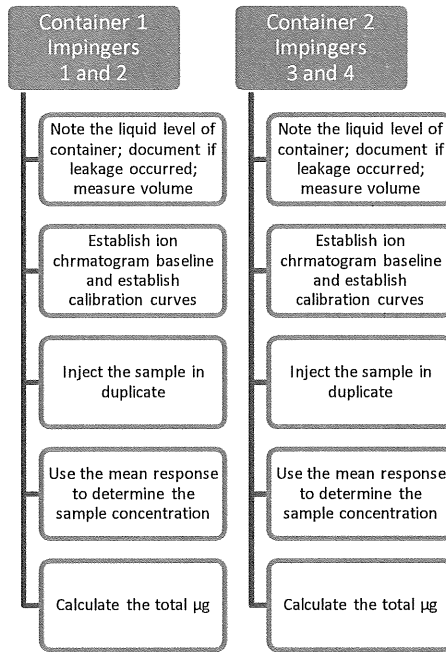 Container 1
Impingers
1 and 2
Note the liquid level of
container; document if
leakage occurred;
measure volume
Establish ion
chrmatogram baseline
and establish
calibration curves
Inject the sample in
duplicate
Use the mean response
to determine the
sample concentration
Calculate the total µg
Container 2
Impingers
3 and 4
Note the liquid level of
container; document if
leakage occurred;
measure volume
Establish ion
chrmatogram baseline
and establish
calibration curves
Inject the sample in
duplicate
Use the mean response
to determine the
sample concentration
Calculate the total µg